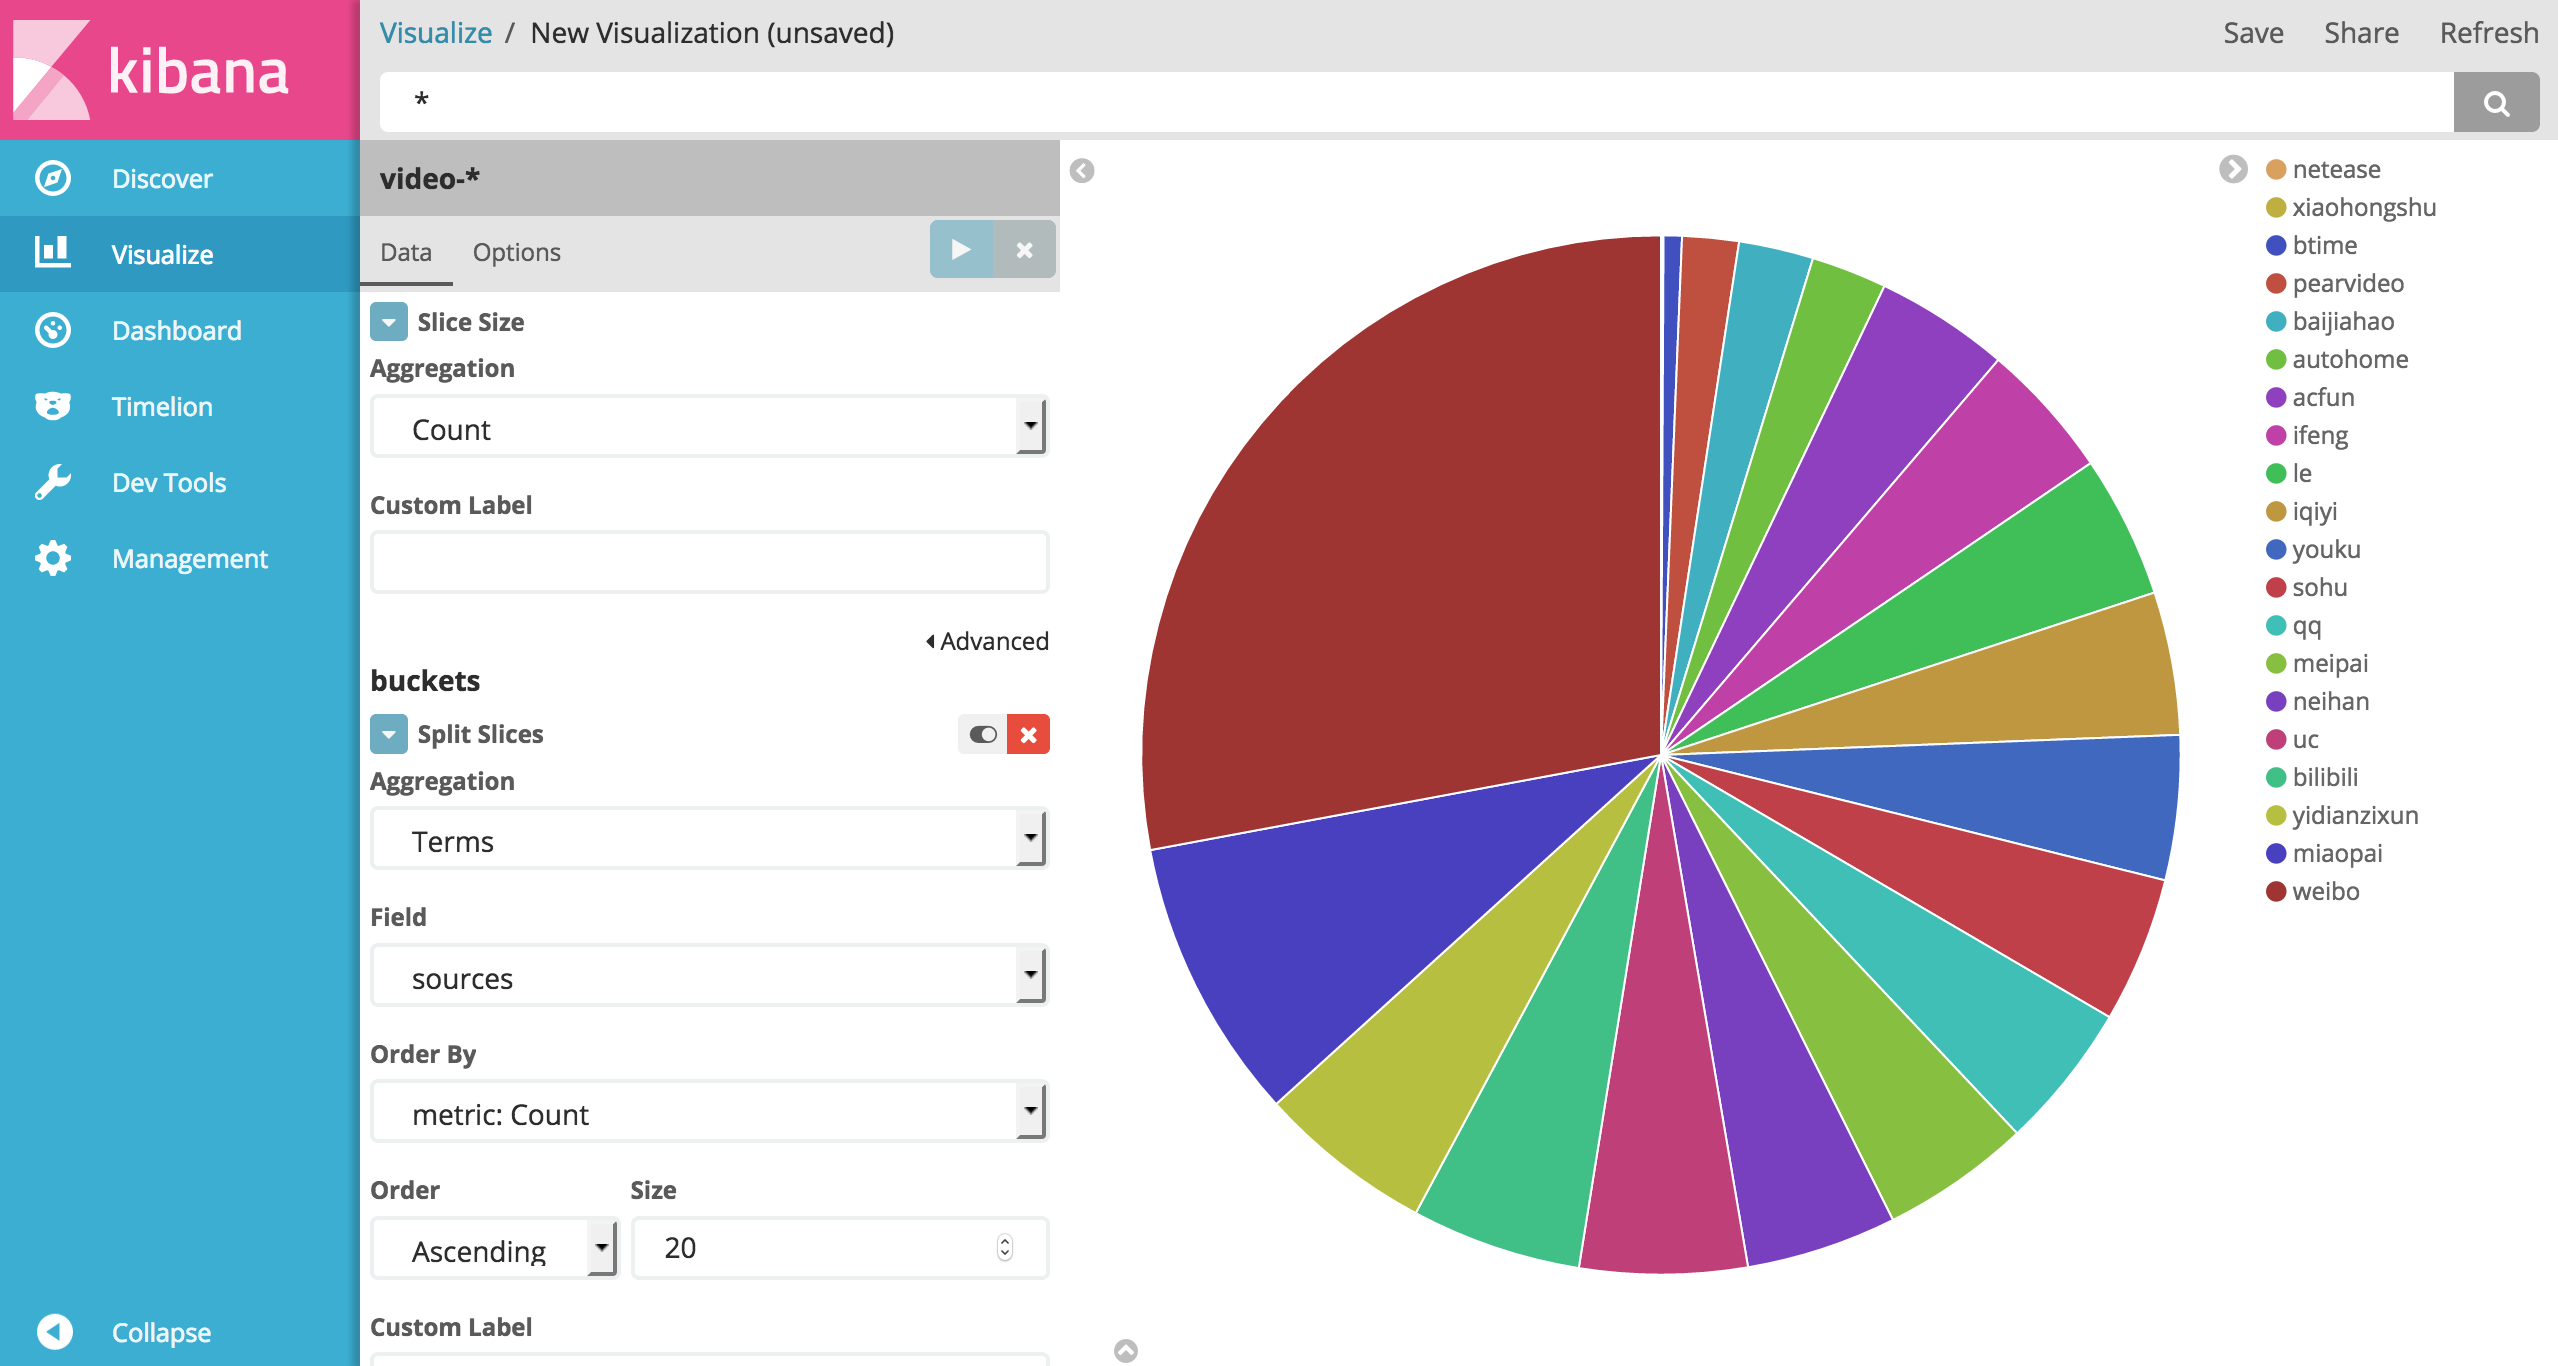 kibana
Discover
Visualize
Dashboard
Timelion
Dev Tools
Management
Collapse
Visualize / New Visualization (unsaved)
Save Share Refresh
*
video-*
Data Options
Slice Size
Aggregation
Count
Custom Label
Advanced
buckets
Split Slices
Aggregation
Terms
Field
sources
Order By
metric: Count
Order Size
Ascending 20
Custom Label
netease
xiaohongshu
btime
pearvideo
baijiahao
autohome
acfun
ifeng
le
iqiyi
youku
sohu
qq
meipai
neihan
uc
bilibili
yidianzixun
miaopai
weibo